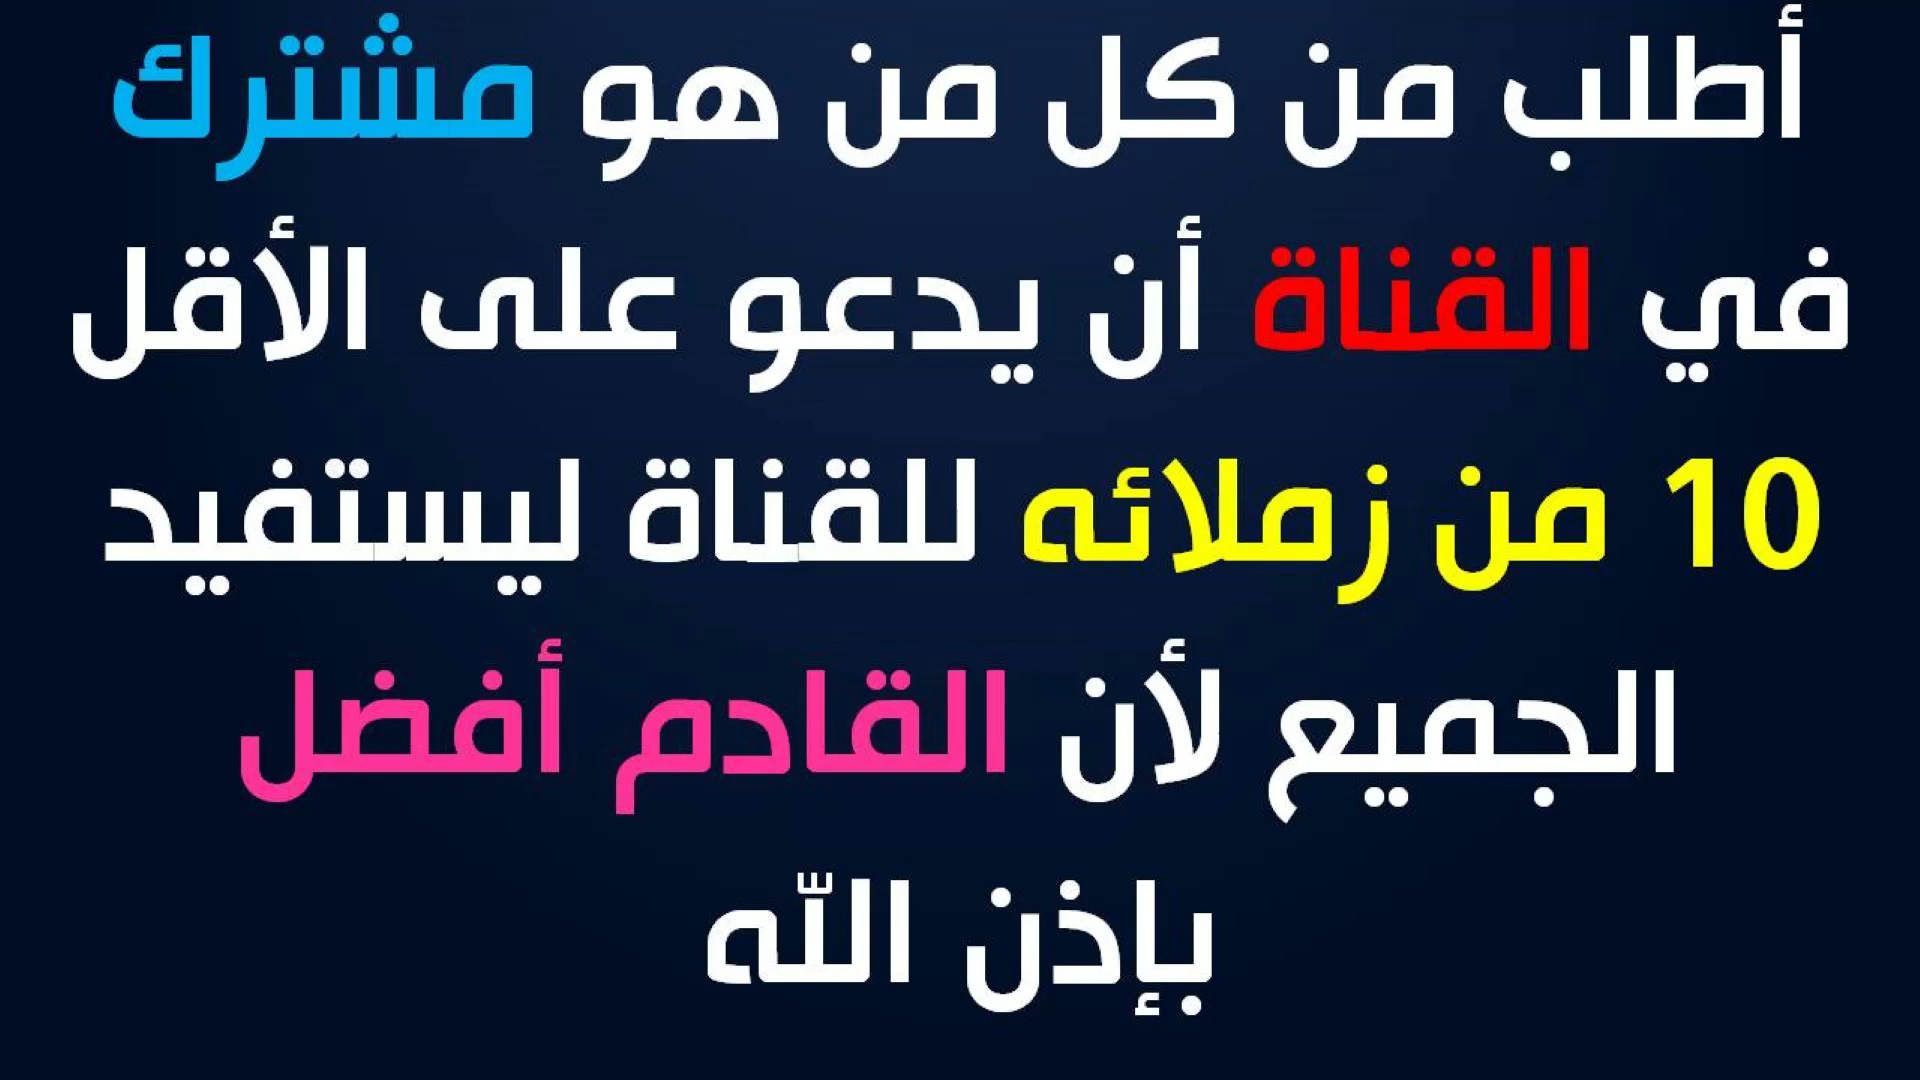 أطلب من كل من هو مشترك
في القناة أن يدعو على الأقل
10 من زملائه للقناة ليستفيد
الجميع لأن القادم أفضل
بإذن الله